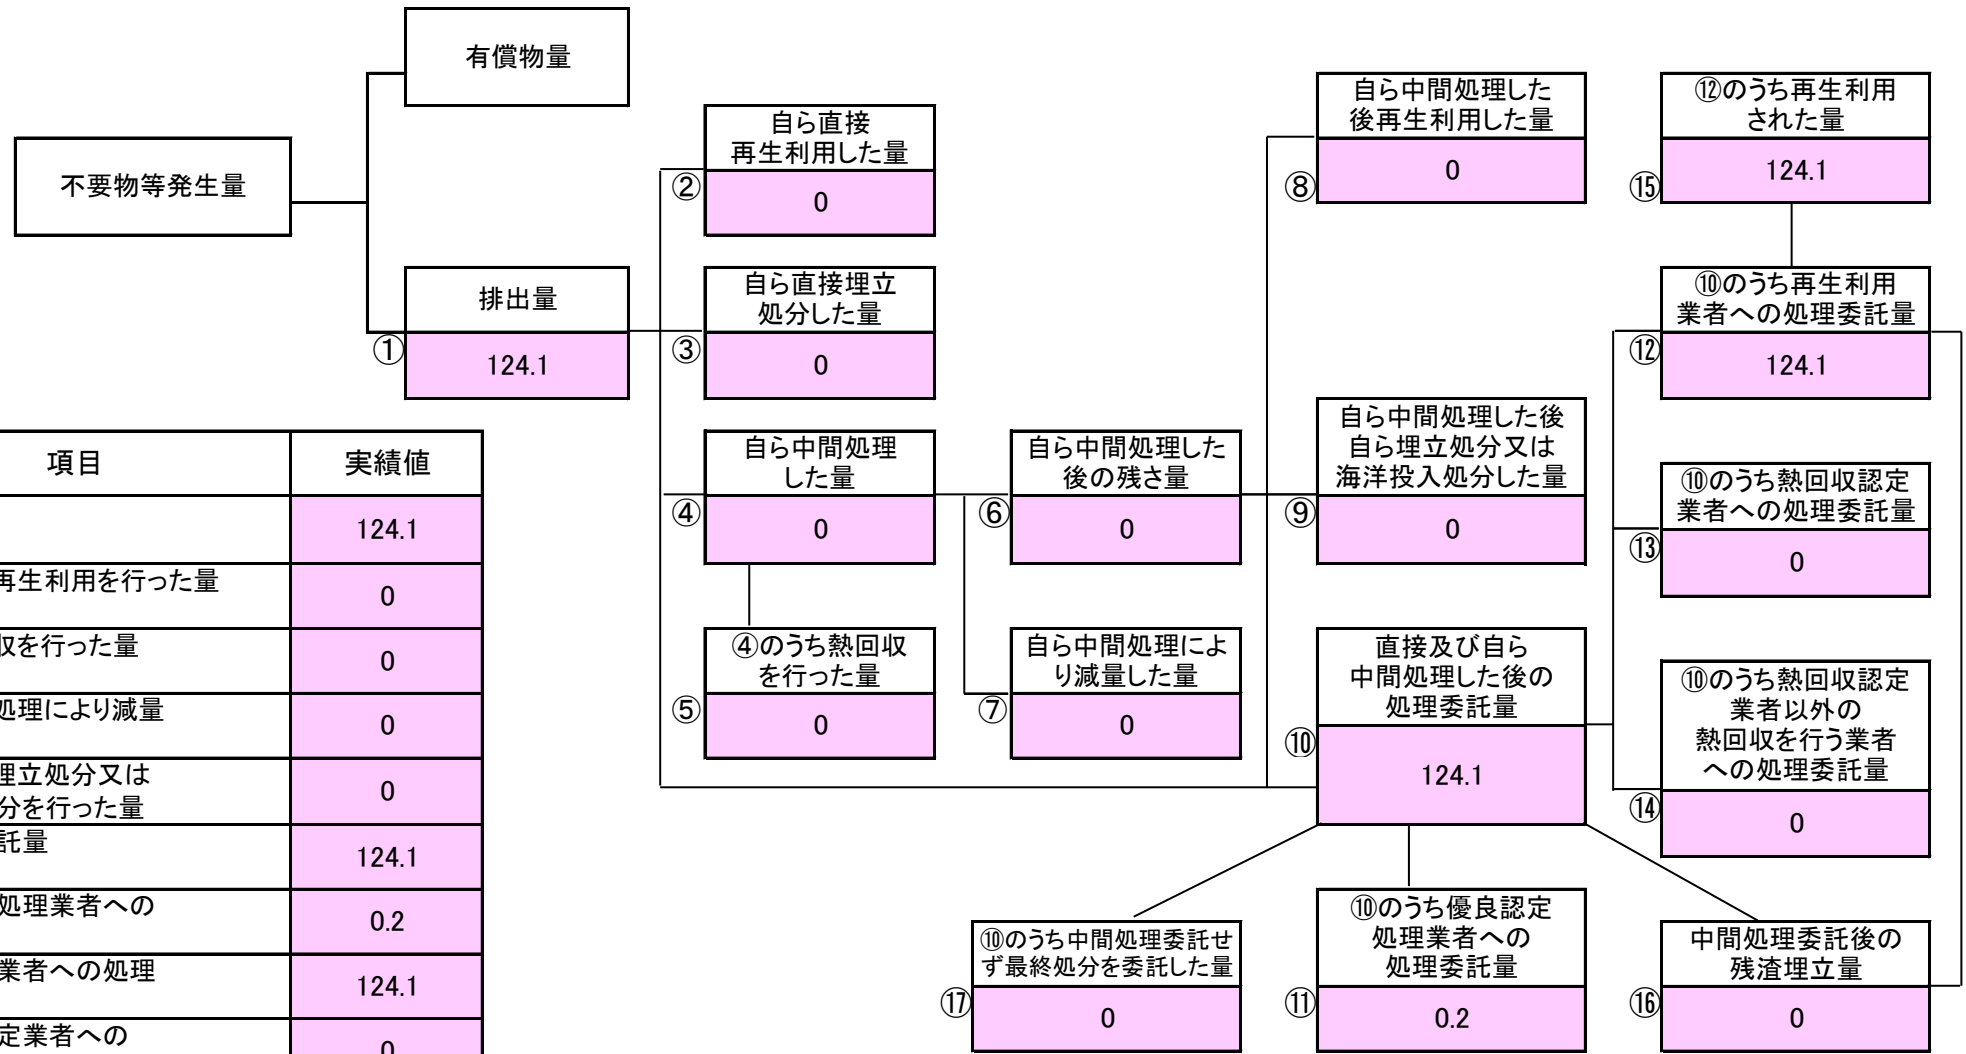 有償物量
不要物等発生量
排出量
①
124.1
自ら直接
再生利用した量
②
0
自ら直接埋立
処分した量
③
0
自ら中間処理
した量
④
0
④のうち熱回収
を行った量
⑤
0
自ら中間処理した
後の残さ量
⑥
0
自ら中間処理によ
り減量した量
⑦
0
自ら中間処理した
後再生利用した量
⑧
0
自ら中間処理した後
自ら埋立処分又は
海洋投入処分した量
⑨
0
直接及び自ら
中間処理した後の
処理委託量
⑩
124.1
⑫のうち再生利用
された量
⑮
124.1
⑩のうち再生利用
業者への処理委託量
⑫
124.1
⑩のうち熱回収認定
業者への処理委託量
⑬
0
⑩のうち熱回収認定
業者以外の
熱回収を行う業者
への処理委託量
⑭
0
⑩のうち中間処理委託せ
ず最終処分を委託した量
⑰
0
⑩のうち優良認定
処理業者への
処理委託量
⑪
0.2
中間処理委託後の
残渣埋立量
⑯
0
項目 実績値
124.1
再生利用を行った量 0
収を行った量 0
処理により減量 0
埋立処分又は
分を行った量 0
託量 124.1
処理業者への 0.2
業者への処理 124.1
定業者への 0